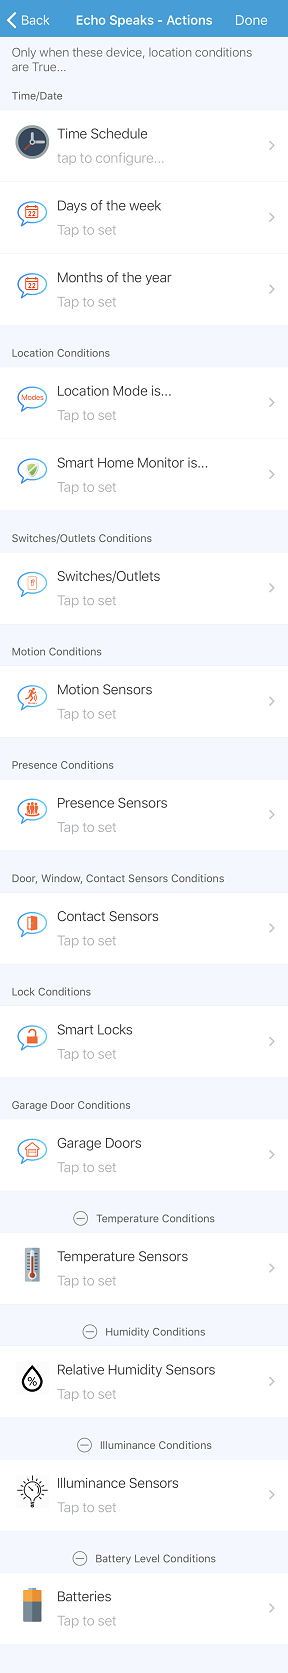 Back
Echo Speaks - Actions
Done
Only when these device, location conditions
are True...
Time/Date
Time Schedule
tap to configure...
22
Days of the week
Tap to set
22
Months of the year
Tap to set
Location Conditions
Modes
Location Mode is...
Tap to set
Smart Home Monitor is...
Tap to set
Switches/Outlets Conditions
Switches/Outlets
Tap to set
Motion Conditions
Motion Sensors
Tap to set
Presence Conditions
Presence Sensors
Tap to set
Door, Window, Contact Sensors Conditions
Contact Sensors
Tap to set
Lock Conditions
Smart Locks
Tap to set
Garage Door Conditions
Garage Doors
Tap to set
Temperature Conditions
Temperature Sensors
Tap to set
Humidity Conditions
%
Relative Humidity Sensors
Tap to set
Illuminance Conditions
Illuminance Sensors
Tap to set
Battery Level Conditions
Batteries
Tap to set